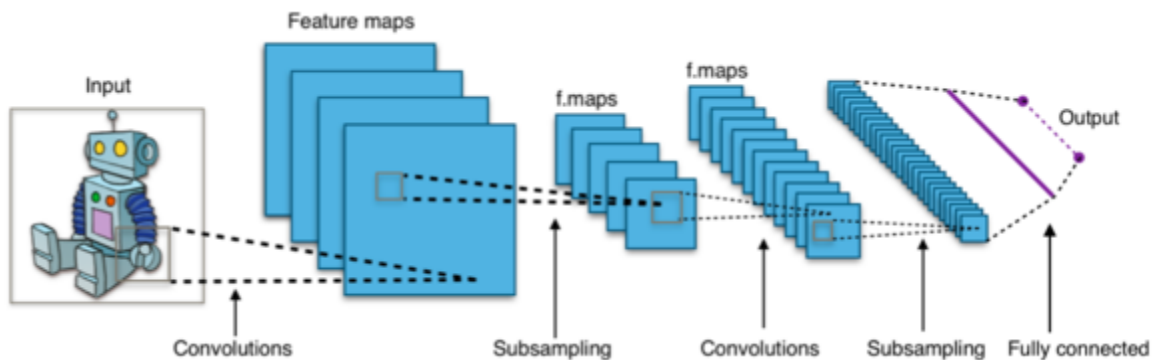 Feature maps
Input
f.maps
f.maps
Output
Convolutions
Subsampling
Convolutions
Subsampling
Fully connected